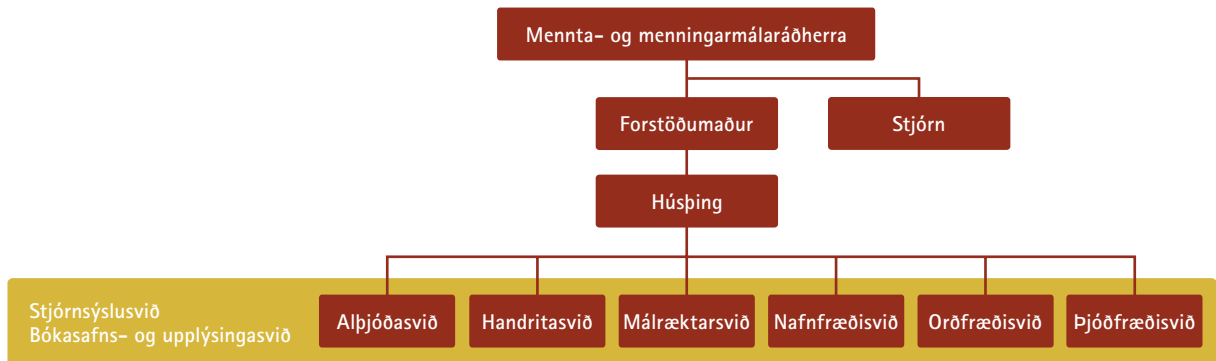 Mennta- og menningarmálaráðherra
Forstöðumaður
Stjórn
Húsþing
Stjórnsýslusvið
Bókasafns- og upplýsingasvið
Alþjóðasvið
Handritasvið
Málræktarsvið
Nafnfræðisvið
Orðfræðisvið
Þjóðfræðisvið